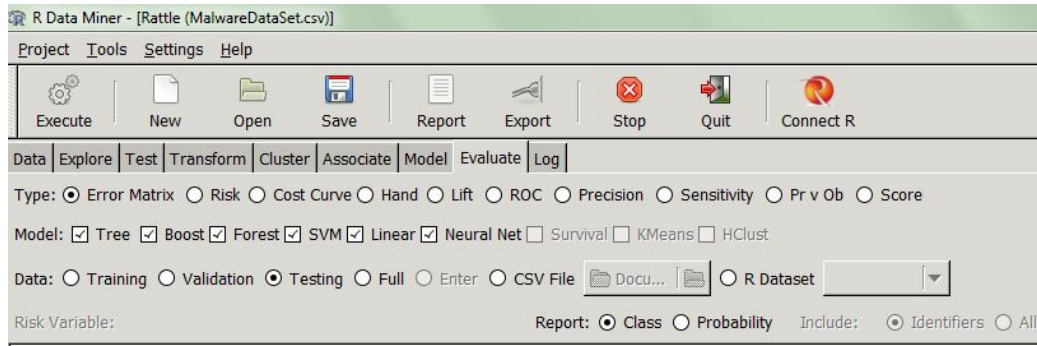 R Data Miner - [Rattle (MalwareDataSet.csv)]
Project Tools Settings Help
Execute New Open Save Report Export Stop Quit Connect R
Data Explore Test Transform Cluster Associate Model Evaluate Log
Type: Error Matrix Risk Cost Curve Hand Lift ROC Precision Sensitivity Pr v Ob Score
Model: Tree Boost Forest SVM Linear Neural Net Survival KMeans HClust
Data: Training Validation Testing Full Enter CSV File Docu... R Dataset
Risk Variable: Report: Class Probability Include: Identifiers All